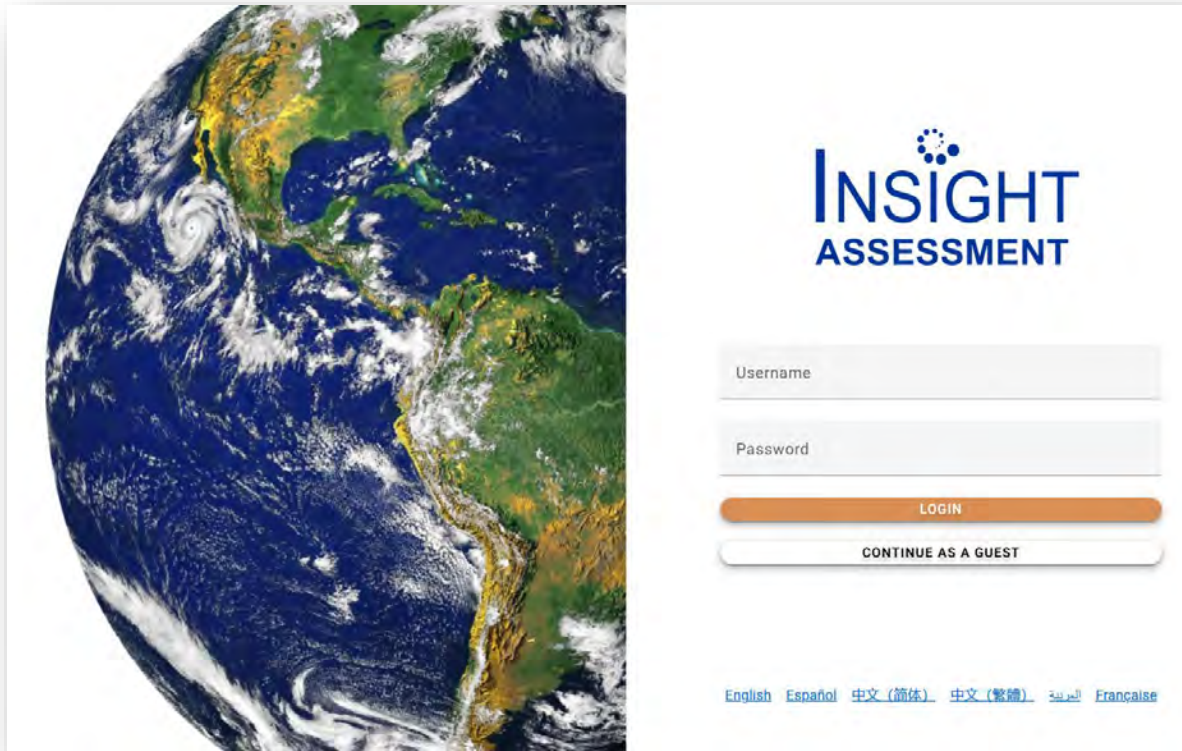 INSIGHT
ASSESSMENT
Username
Password
LOGIN
CONTINUE AS A GUEST
English Español 中文（简体） 中文（繁體） العربية Française